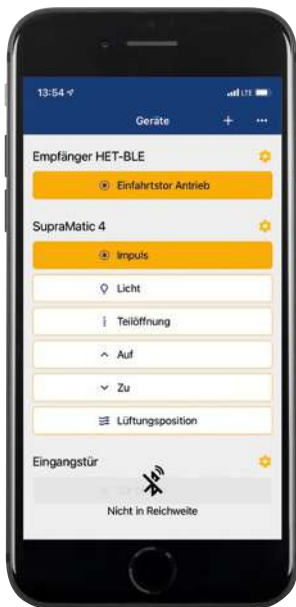 13:54
LTE
Geräte
Empfänger HET-BLE
Einfahrtstor Antrieb
SupraMatic 4
Impuls
Licht
Teilöffnung
Auf
Zu
Lüftungsposition
Eingangstür
Nicht in Reichweite